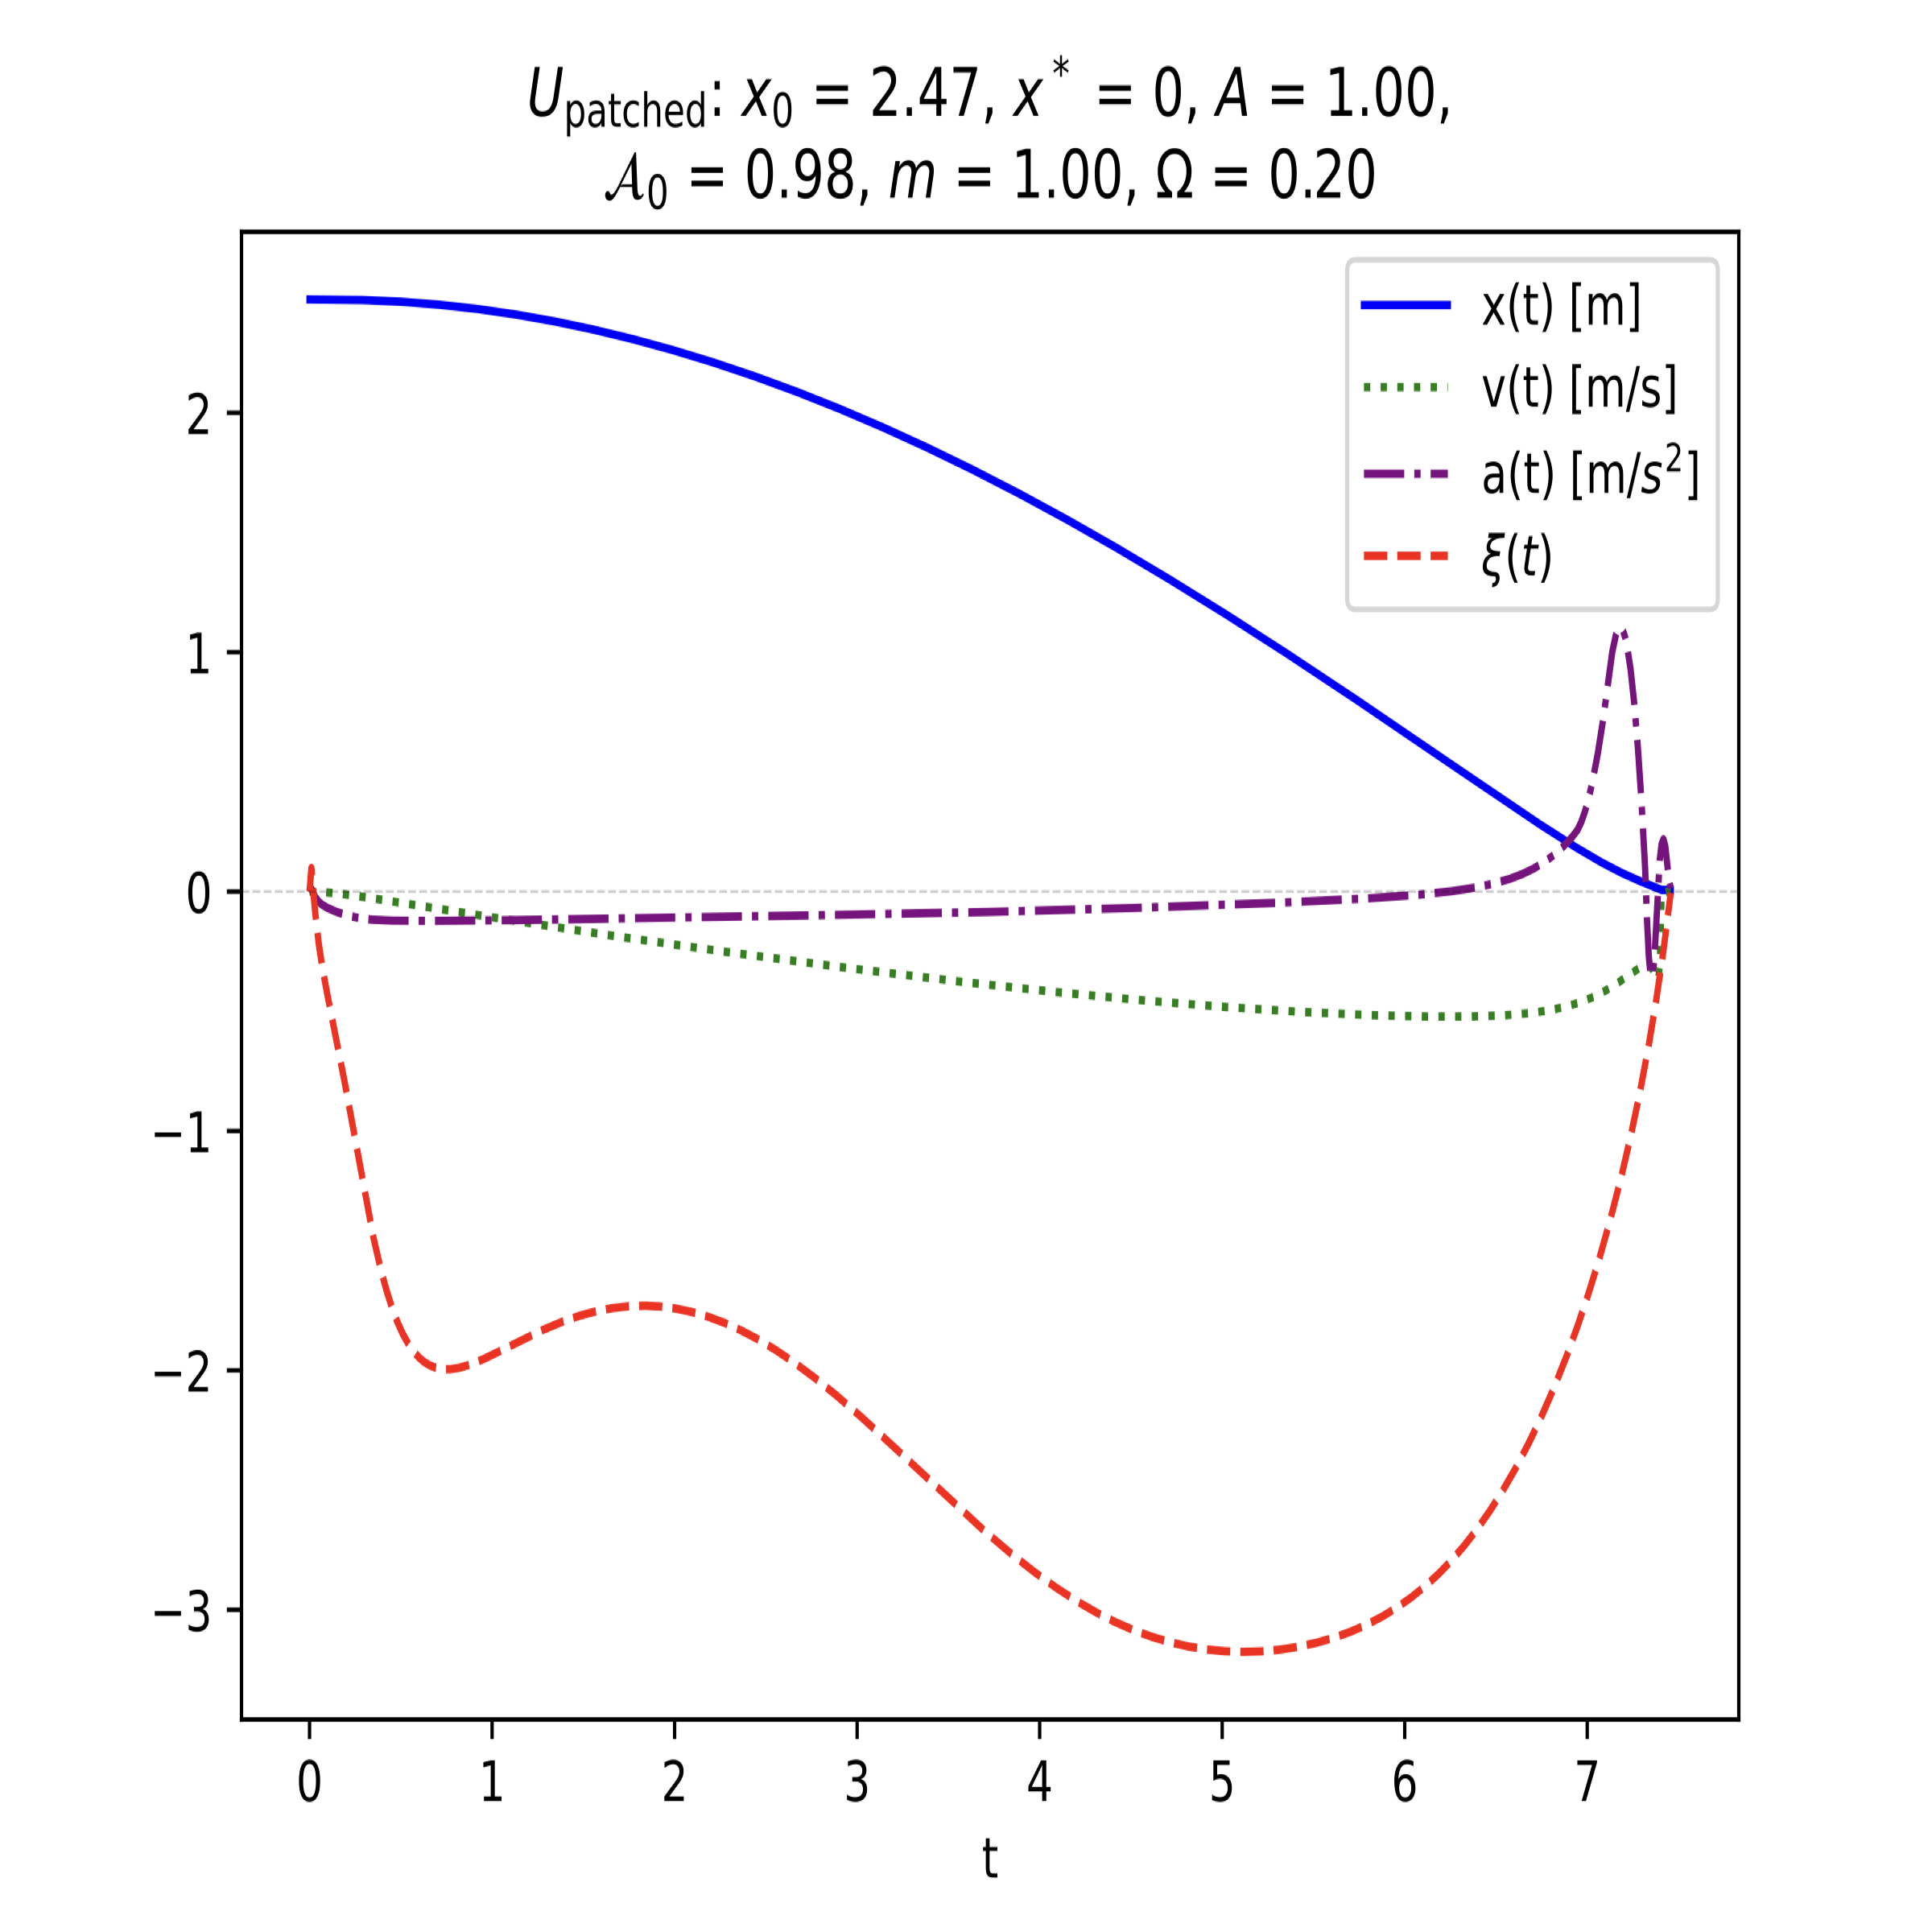 U_patched: x_0 = 2.47, x^* = 0, A = 1.00,
𝒜_0 = 0.98, m = 1.00, Ω = 0.20
x(t) [m]
v(t) [m/s]
a(t) [m/s²]
ξ(t)
2
1
0
−1
−2
−3
0 1 2 3 4 5 6 7
t